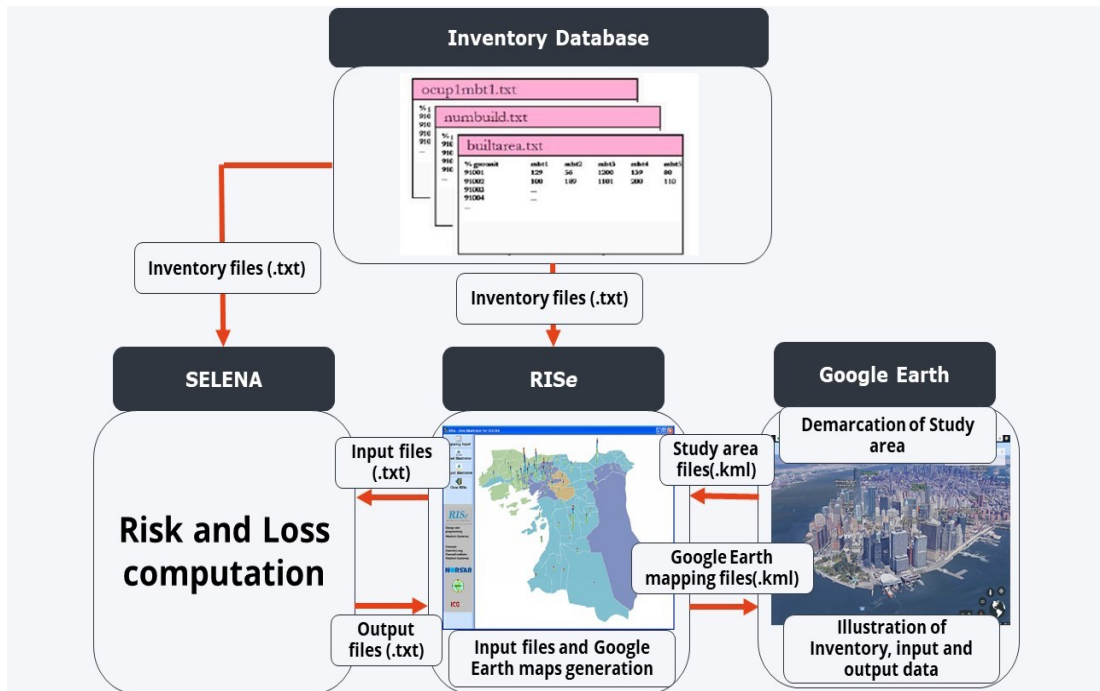 Inventory Database
ocup1mbt1.txt
numbuild.txt
builtarea.txt
% geounit mbt1 mbt2 mbt3 mbt4 mbt5
91001 129 56 1200 139 80
91002 100 189 1101 200 110
91003 ...
91004 ...
...
Inventory files (.txt)
Inventory files (.txt)
SELENA
RISe
Google Earth
Risk and Loss
computation
Input files
(.txt)
Output
files (.txt)
RISe
NORSAR
ICG
Input files and Google
Earth maps generation
Study area
files(.kml)
Google Earth
mapping files(.kml)
Demarcation of Study
area
Illustration of
Inventory, input and
output data